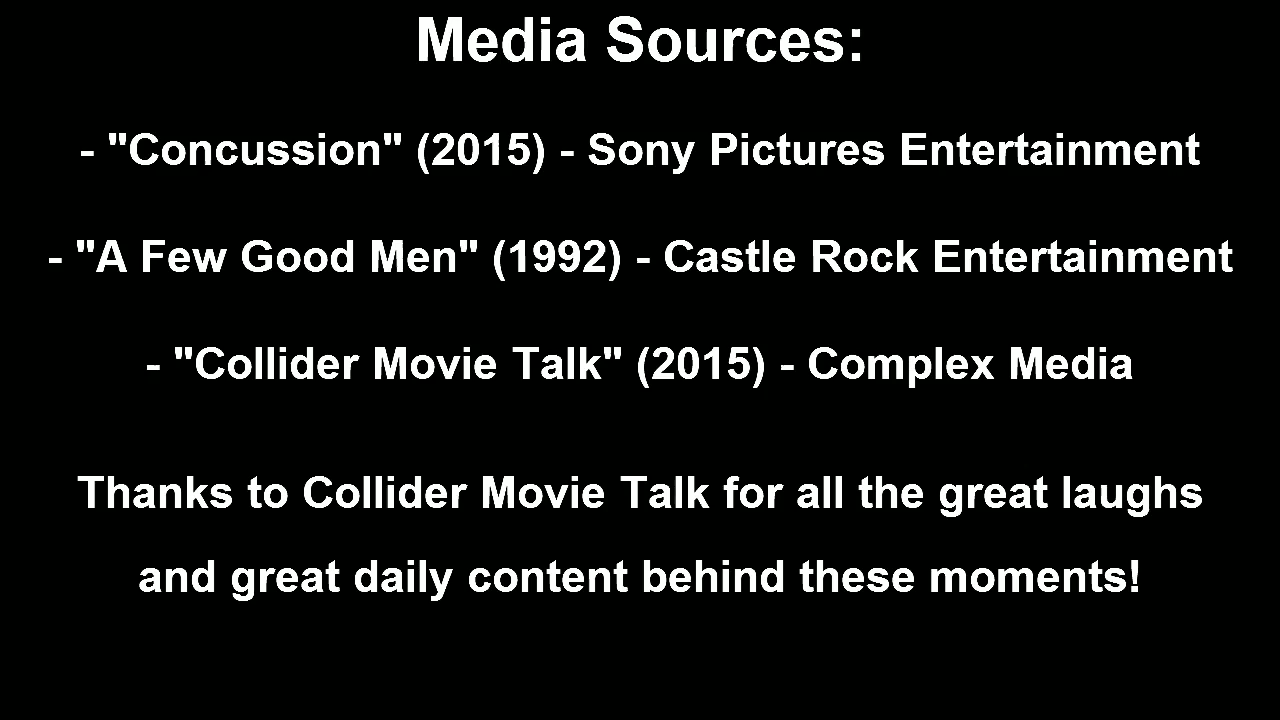 Media Sources:
- "Concussion" (2015) - Sony Pictures Entertainment
- "A Few Good Men" (1992) - Castle Rock Entertainment
- "Collider Movie Talk" (2015) - Complex Media
Thanks to Collider Movie Talk for all the great laughs
and great daily content behind these moments!